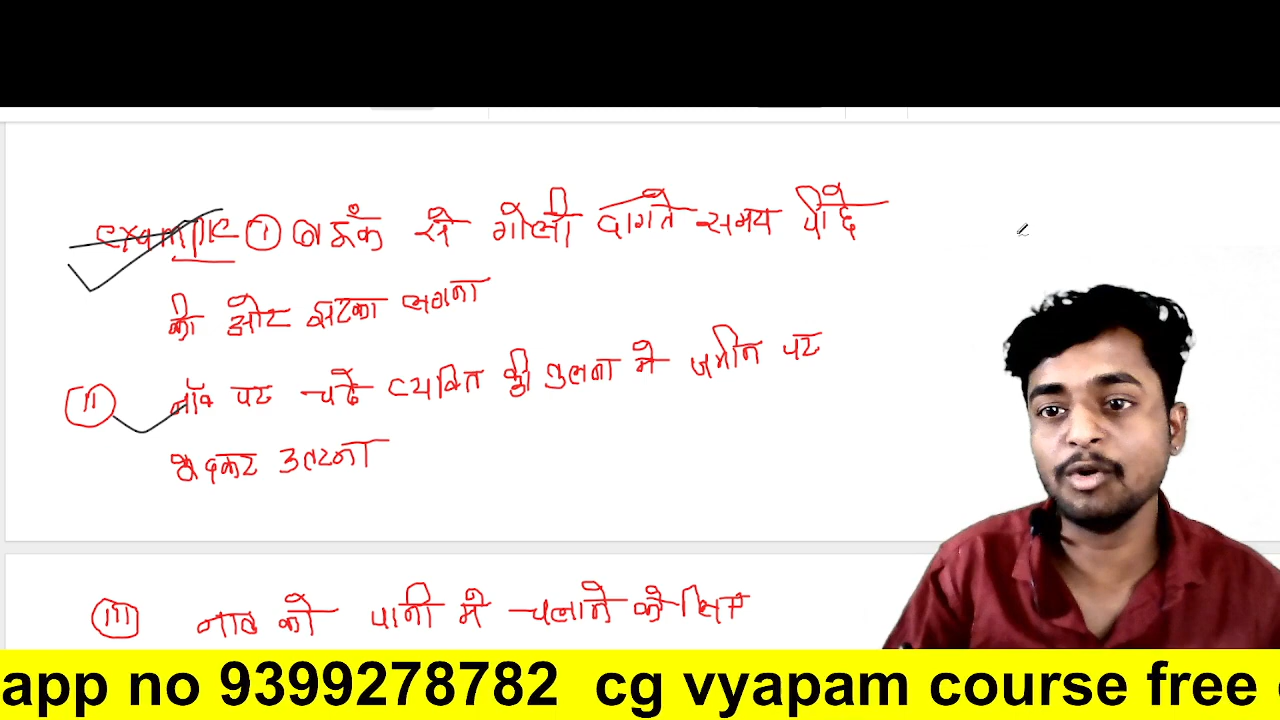 example ① बंदूक से गोली दागते समय पीछे
की ओर झटका लगना
(ii) नाव पर चढ़े व्यक्ति की तुलना मे जमीन पर
कुदकर उतरना
(iii) नाव को पानी मे चलाने के लिए
app no 9399278782 cg vyapam course free